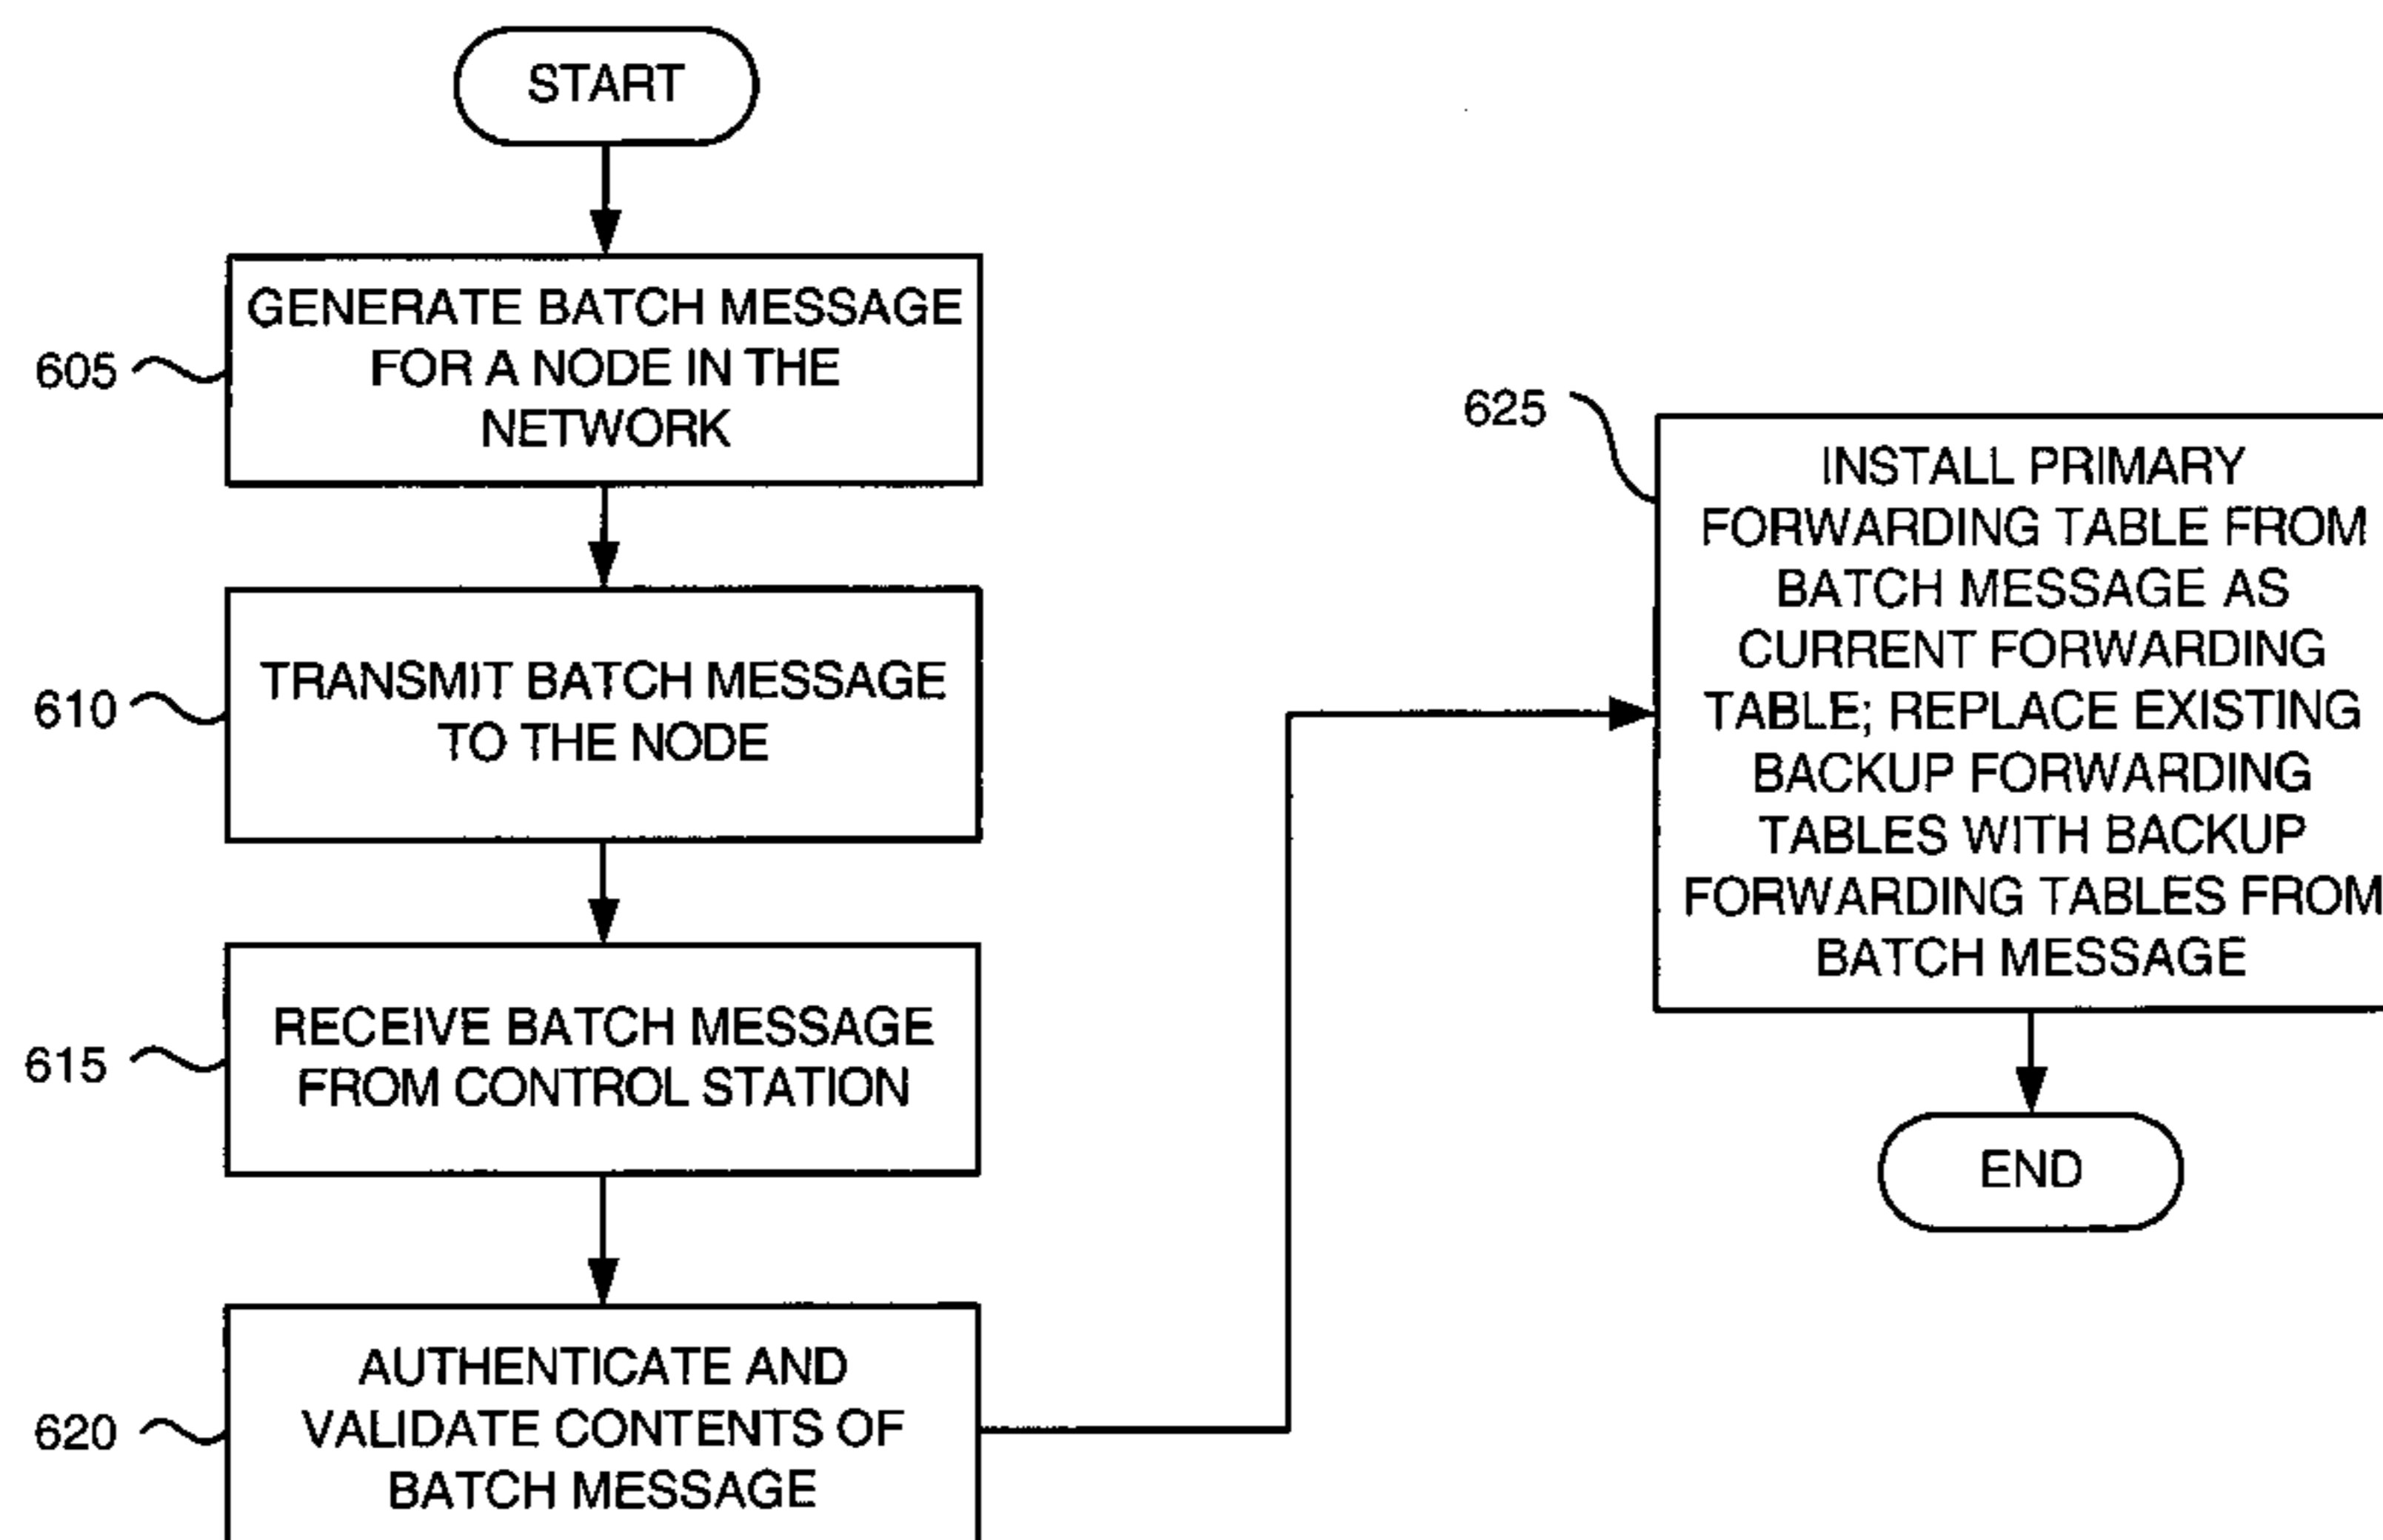 START
605
GENERATE BATCH MESSAGE
FOR A NODE IN THE
NETWORK
610
TRANSMIT BATCH MESSAGE
TO THE NODE
615
RECEIVE BATCH MESSAGE
FROM CONTROL STATION
620
AUTHENTICATE AND
VALIDATE CONTENTS OF
BATCH MESSAGE
625
INSTALL PRIMARY
FORWARDING TABLE FROM
BATCH MESSAGE AS
CURRENT FORWARDING
TABLE; REPLACE EXISTING
BACKUP FORWARDING
TABLES WITH BACKUP
FORWARDING TABLES FROM
BATCH MESSAGE
END